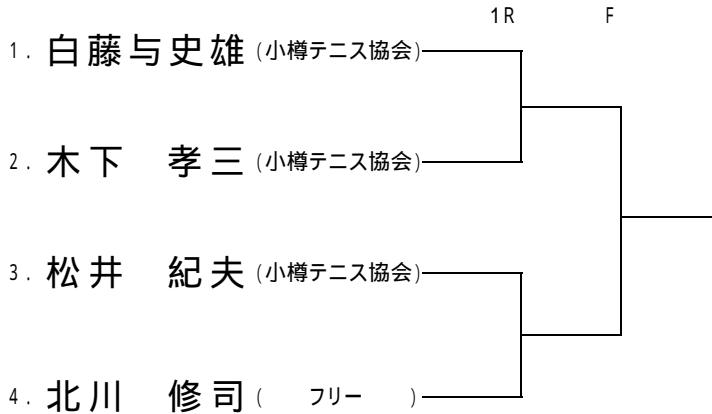 1R F
1. 白藤与史雄 (小樽テニス協会)
2. 木下 孝三 (小樽テニス協会)
3. 松井 紀夫 (小樽テニス協会)
4. 北川 修司 ( フリー )